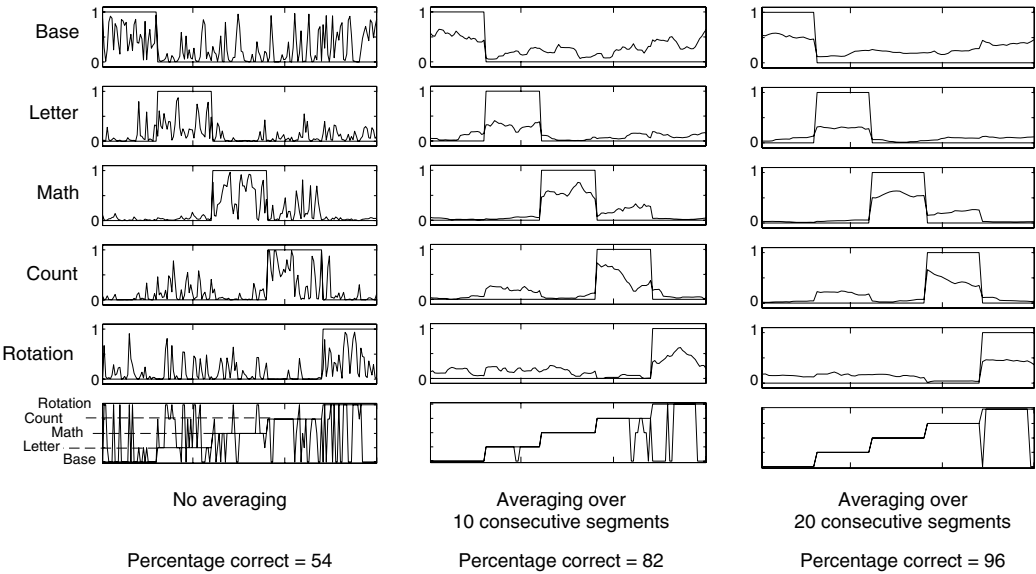 Base
1
0
1
0
1
0
Letter
1
0
1
0
1
0
Math
1
0
1
0
1
0
Count
1
0
1
0
1
0
Rotation
1
0
1
0
1
0
Rotation
Count
Math
Letter
Base
No averaging
Averaging over
10 consecutive segments
Averaging over
20 consecutive segments
Percentage correct = 54
Percentage correct = 82
Percentage correct = 96